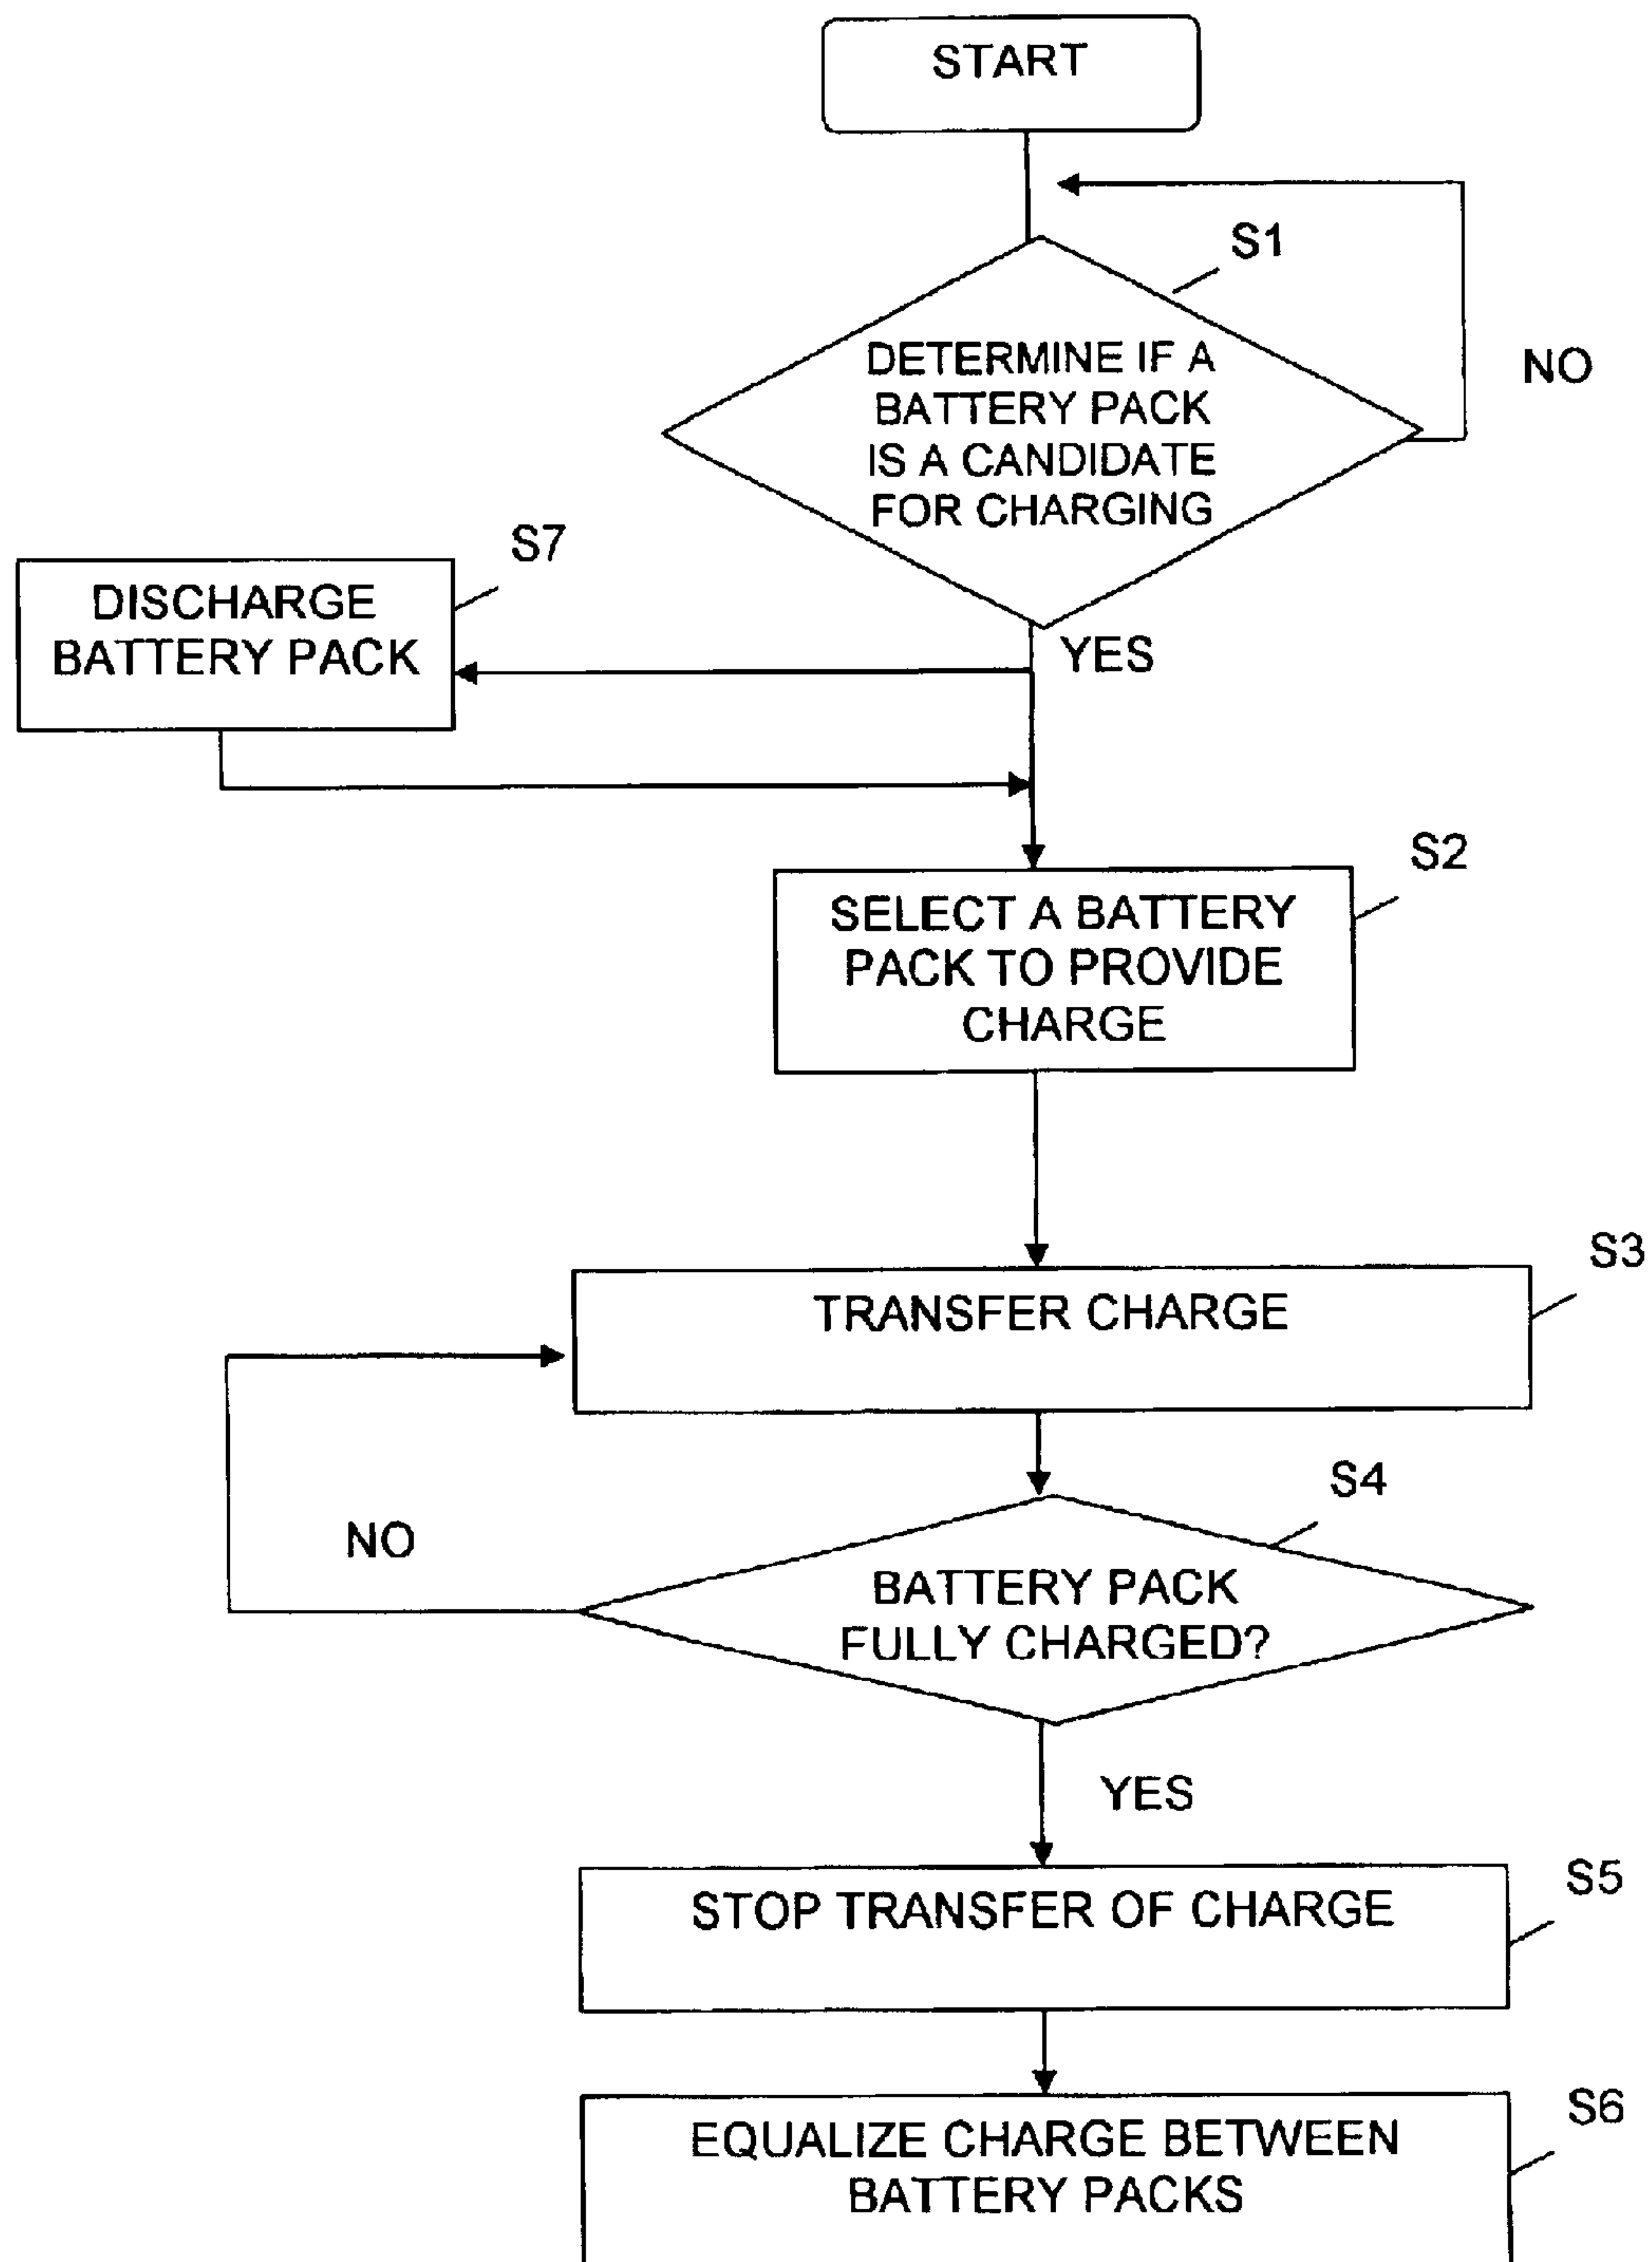 START
S1
DETERMINE IF A
BATTERY PACK
IS A CANDIDATE
FOR CHARGING
NO
S7
DISCHARGE
BATTERY PACK
YES
S2
SELECT A BATTERY
PACK TO PROVIDE
CHARGE
S3
TRANSFER CHARGE
S4
NO
BATTERY PACK
FULLY CHARGED?
YES
S5
STOP TRANSFER OF CHARGE
S6
EQUALIZE CHARGE BETWEEN
BATTERY PACKS